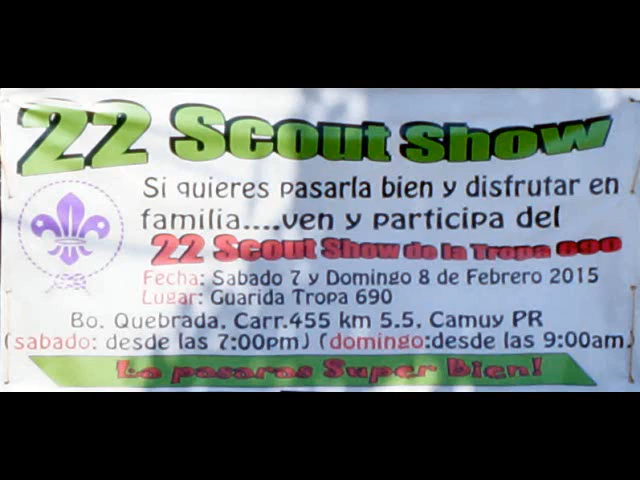 22 Scout Show
Si quieres pasarla bien y disfrutar en
familia....ven y participa del
22 Scout Show de la Tropa
Fecha: Sabado 7 y Domingo 8 de Febrero 2015
Lugar: Guarida Tropa 690
Bo. Quebrada, Carr.455 km 5.5, Camuy PR
(sabado: desde las 7:00pm) (domingo:desde las 9:00am.
La pasaras Super Bien!